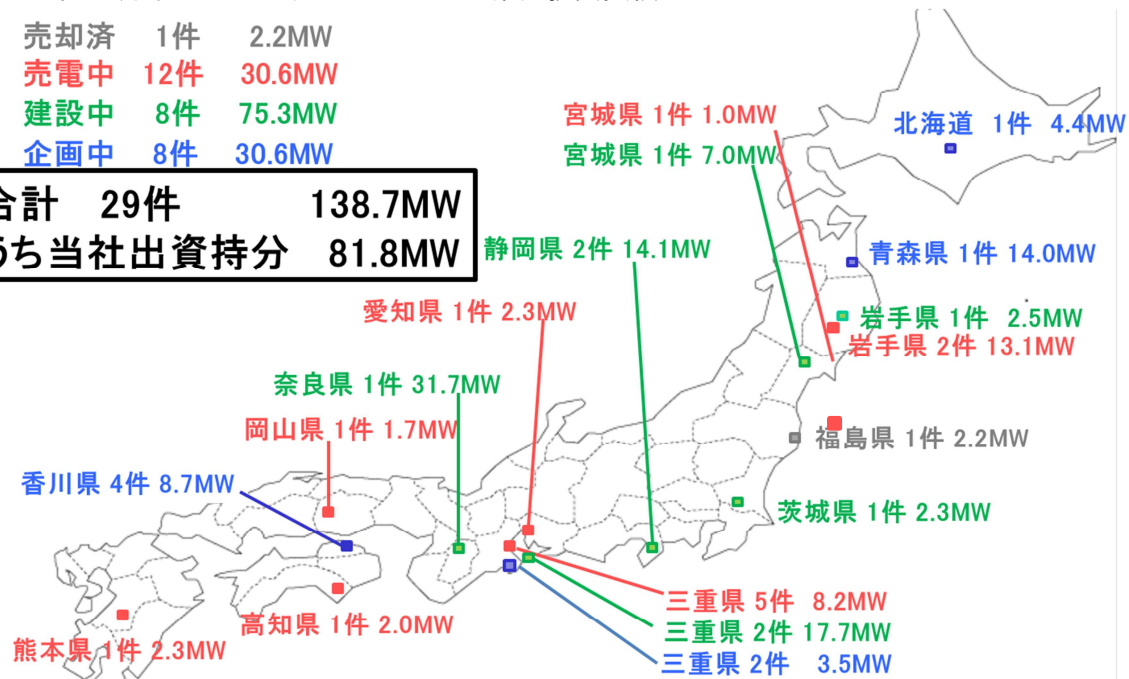 売却済 1件 2.2MW
売電中 12件 30.6MW
建設中 8件 75.3MW
企画中 8件 30.6MW
合計 29件 138.7MW
うち当社出資持分 81.8MW
宮城県 1件 1.0MW
宮城県 1件 7.0MW
北海道 1件 4.4MW
静岡県 2件 14.1MW
青森県 1件 14.0MW
愛知県 1件 2.3MW
岩手県 1件 2.5MW
岩手県 2件 13.1MW
奈良県 1件 31.7MW
岡山県 1件 1.7MW
福島県 1件 2.2MW
香川県 4件 8.7MW
茨城県 1件 2.3MW
三重県 5件 8.2MW
高知県 1件 2.0MW
三重県 2件 17.7MW
熊本県 1件 2.3MW
三重県 2件 3.5MW